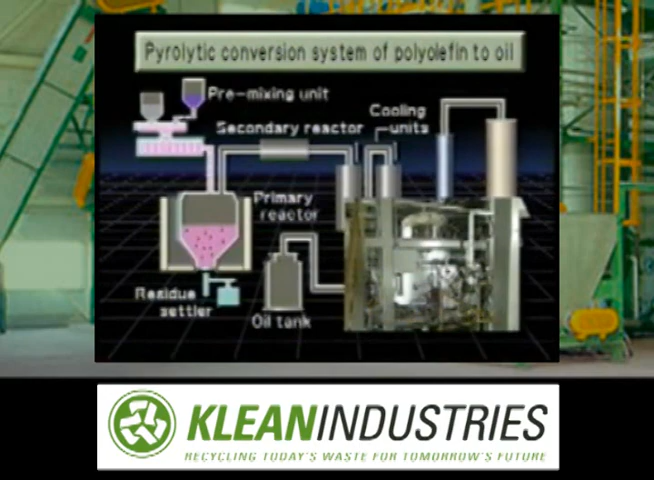 Pyrolytic conversion system of polyolefin to oil
Pre-mixing unit
Cooling
units
Secondary reactor
Primary
reactor
Residue
settler
Oil tank
KLEANINDUSTRIES
RECYCLING TODAY'S WASTE FOR TOMORROW'S FUTURE